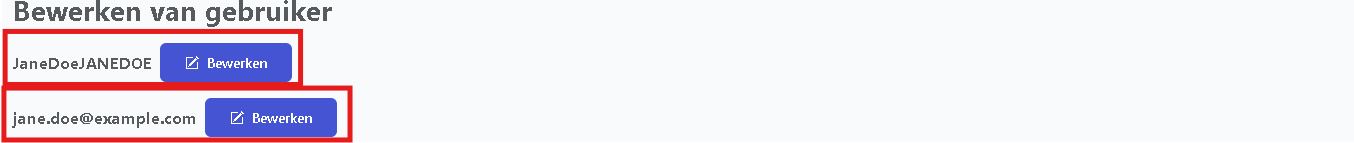 Bewerken van gebruiker
JaneDoeJANEDOE Bewerken
jane.doe@example.com Bewerken